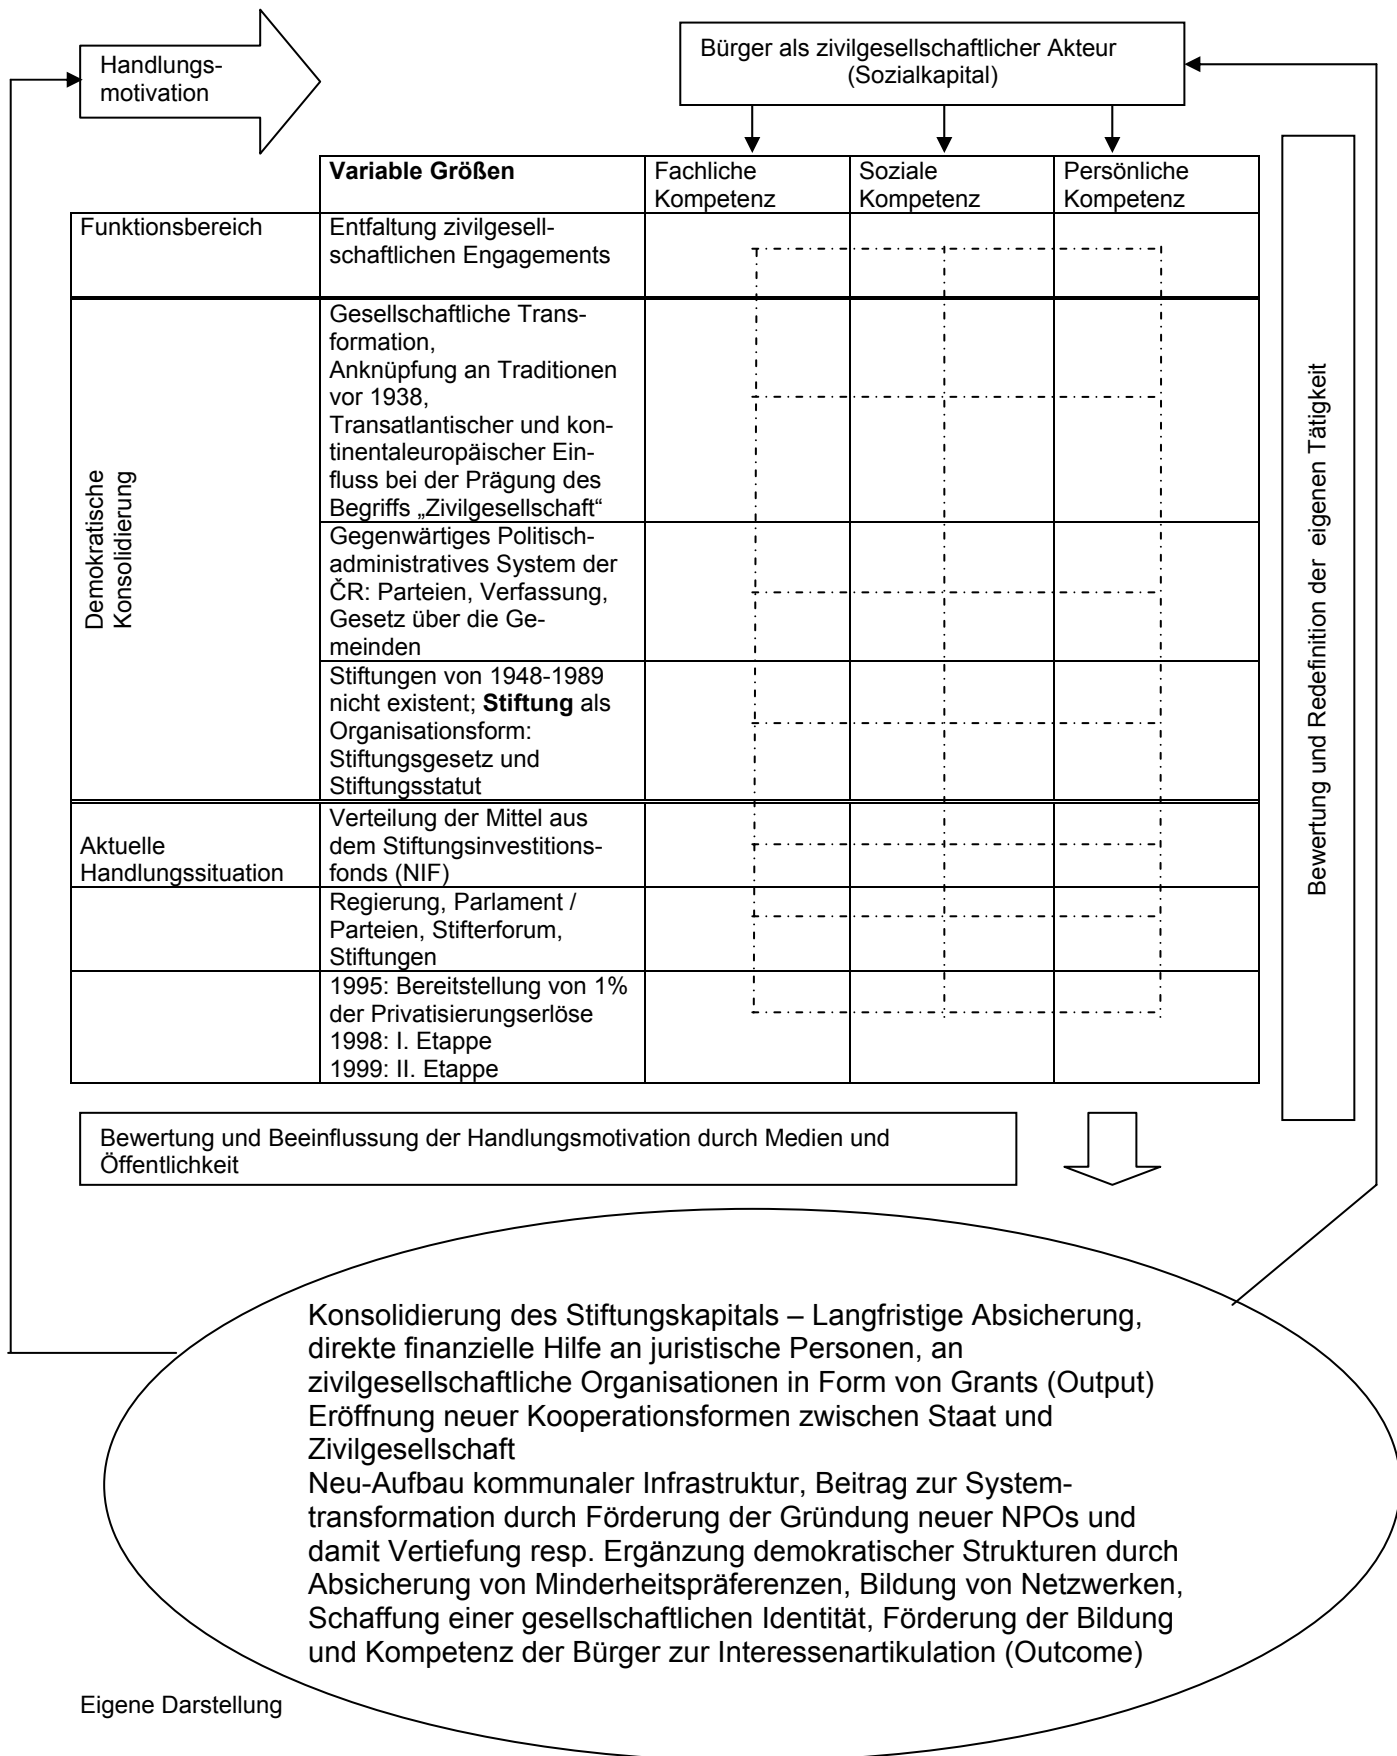 Handlungs-
motivation
Bürger als zivilgesellschaftlicher Akteur
(Sozialkapital)
Variable Größen
Fachliche
Kompetenz
Soziale
Kompetenz
Persönliche
Kompetenz
Funktionsbereich
Entfaltung zivilgesell-
schaftlichen Engagements
Demokratische
Konsolidierung
Gesellschaftliche Trans-
formation,
Anknüpfung an Traditionen
vor 1938,
Transatlantischer und kon-
tinentaleuropäischer Ein-
fluss bei der Prägung des
Begriffs „Zivilgesellschaft“
Gegenwärtiges Politisch-
administratives System der
ČR: Parteien, Verfassung,
Gesetz über die Ge-
meinden
Stiftungen von 1948-1989
nicht existent; Stiftung als
Organisationsform:
Stiftungsgesetz und
Stiftungsstatut
Aktuelle
Handlungssituation
Verteilung der Mittel aus
dem Stiftungsinvestitions-
fonds (NIF)
Regierung, Parlament /
Parteien, Stifterforum,
Stiftungen
1995: Bereitstellung von 1%
der Privatisierungserlöse
1998: I. Etappe
1999: II. Etappe
Bewertung und Redefinition der eigenen Tätigkeit
Bewertung und Beeinflussung der Handlungsmotivation durch Medien und
Öffentlichkeit
Konsolidierung des Stiftungskapitals – Langfristige Absicherung,
direkte finanzielle Hilfe an juristische Personen, an
zivilgesellschaftliche Organisationen in Form von Grants (Output)
Eröffnung neuer Kooperationsformen zwischen Staat und
Zivilgesellschaft
Neu-Aufbau kommunaler Infrastruktur, Beitrag zur System-
transformation durch Förderung der Gründung neuer NPOs und
damit Vertiefung resp. Ergänzung demokratischer Strukturen durch
Absicherung von Minderheitspräferenzen, Bildung von Netzwerken,
Schaffung einer gesellschaftlichen Identität, Förderung der Bildung
und Kompetenz der Bürger zur Interessenartikulation (Outcome)
Eigene Darstellung